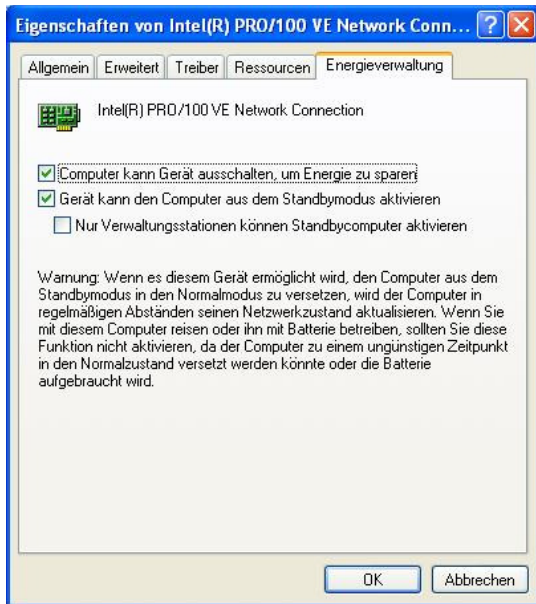 Eigenschaften von Intel(R) PRO/100 VE Network Conn...
Allgemein Erweitert Treiber Ressourcen Energieverwaltung
Intel(R) PRO/100 VE Network Connection
Computer kann Gerät ausschalten, um Energie zu sparen
Gerät kann den Computer aus dem Standbymodus aktivieren
Nur Verwaltungsstationen können Standbycomputer aktivieren
Warnung: Wenn es diesem Gerät ermöglicht wird, den Computer aus dem
Standbymodus in den Normalmodus zu versetzen, wird der Computer in
regelmäßigen Abständen seinen Netzwerkzustand aktualisieren. Wenn Sie
mit diesem Computer reisen oder ihn mit Batterie betreiben, sollten Sie diese
Funktion nicht aktivieren, da der Computer zu einem ungünstigen Zeitpunkt
in den Normalzustand versetzt werden könnte oder die Batterie
aufgebraucht wird.
OK Abbrechen